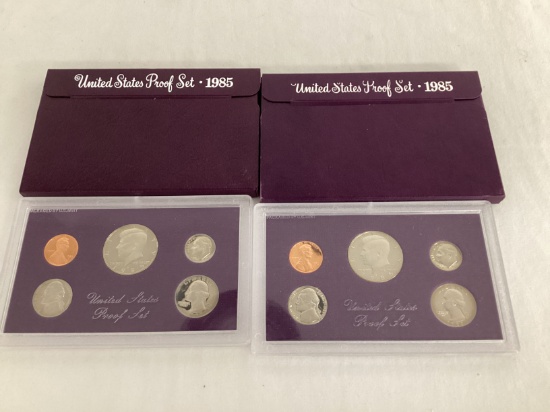 United States Proof Set · 1985
United States Proof Set · 1985
United States
Proof Set
United States
Proof Set